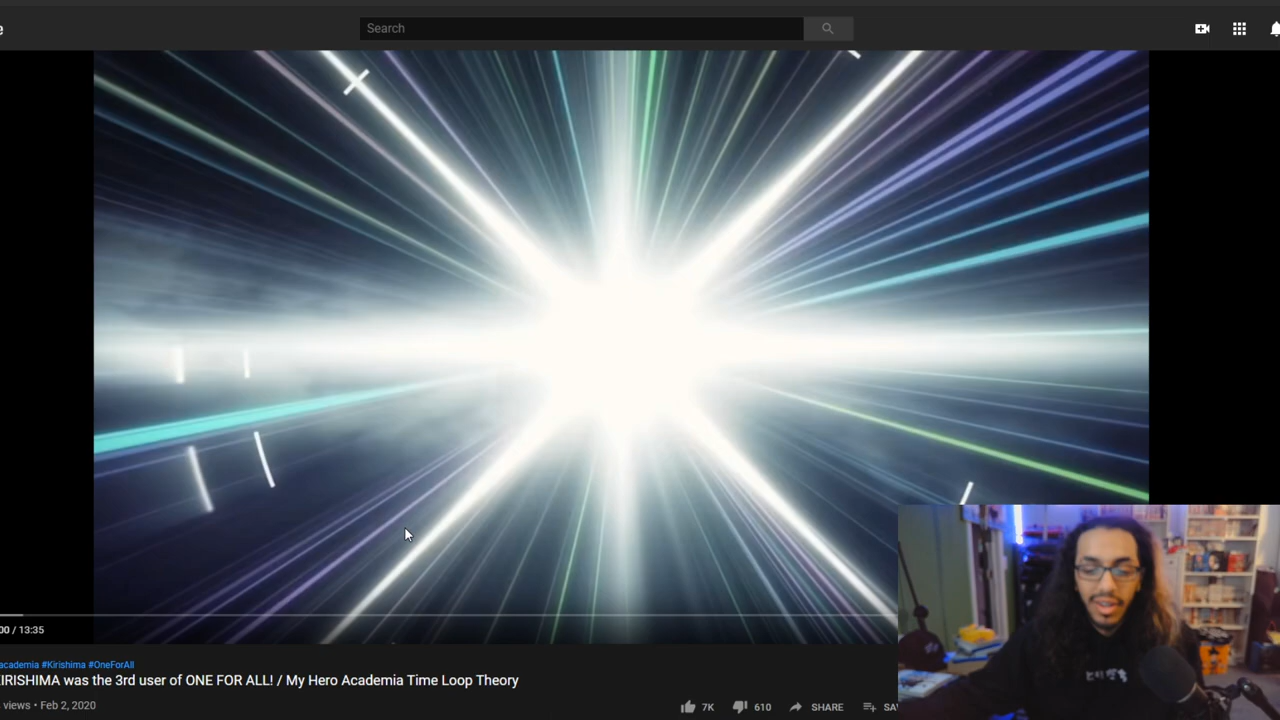 e
Search
00 / 13:35
academia #Kirishima #OneForAll
IRISHIMA was the 3rd user of ONE FOR ALL! / My Hero Academia Time Loop Theory
views • Feb 2, 2020
7K
610
SHARE
SA